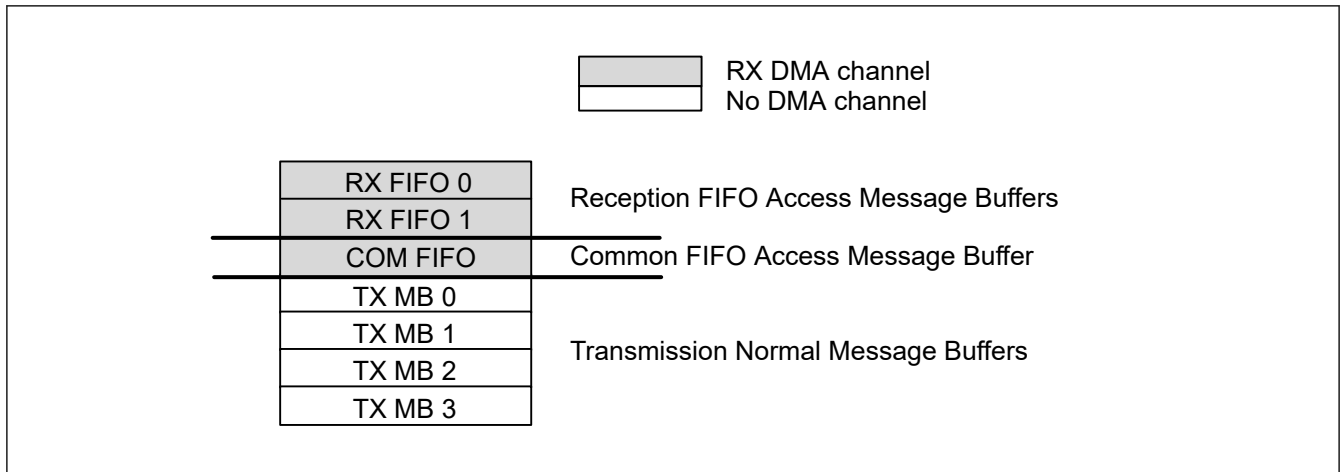 RX DMA channel
No DMA channel
RX FIFO 0
RX FIFO 1
Reception FIFO Access Message Buffers
COM FIFO
Common FIFO Access Message Buffer
TX MB 0
TX MB 1
TX MB 2
TX MB 3
Transmission Normal Message Buffers